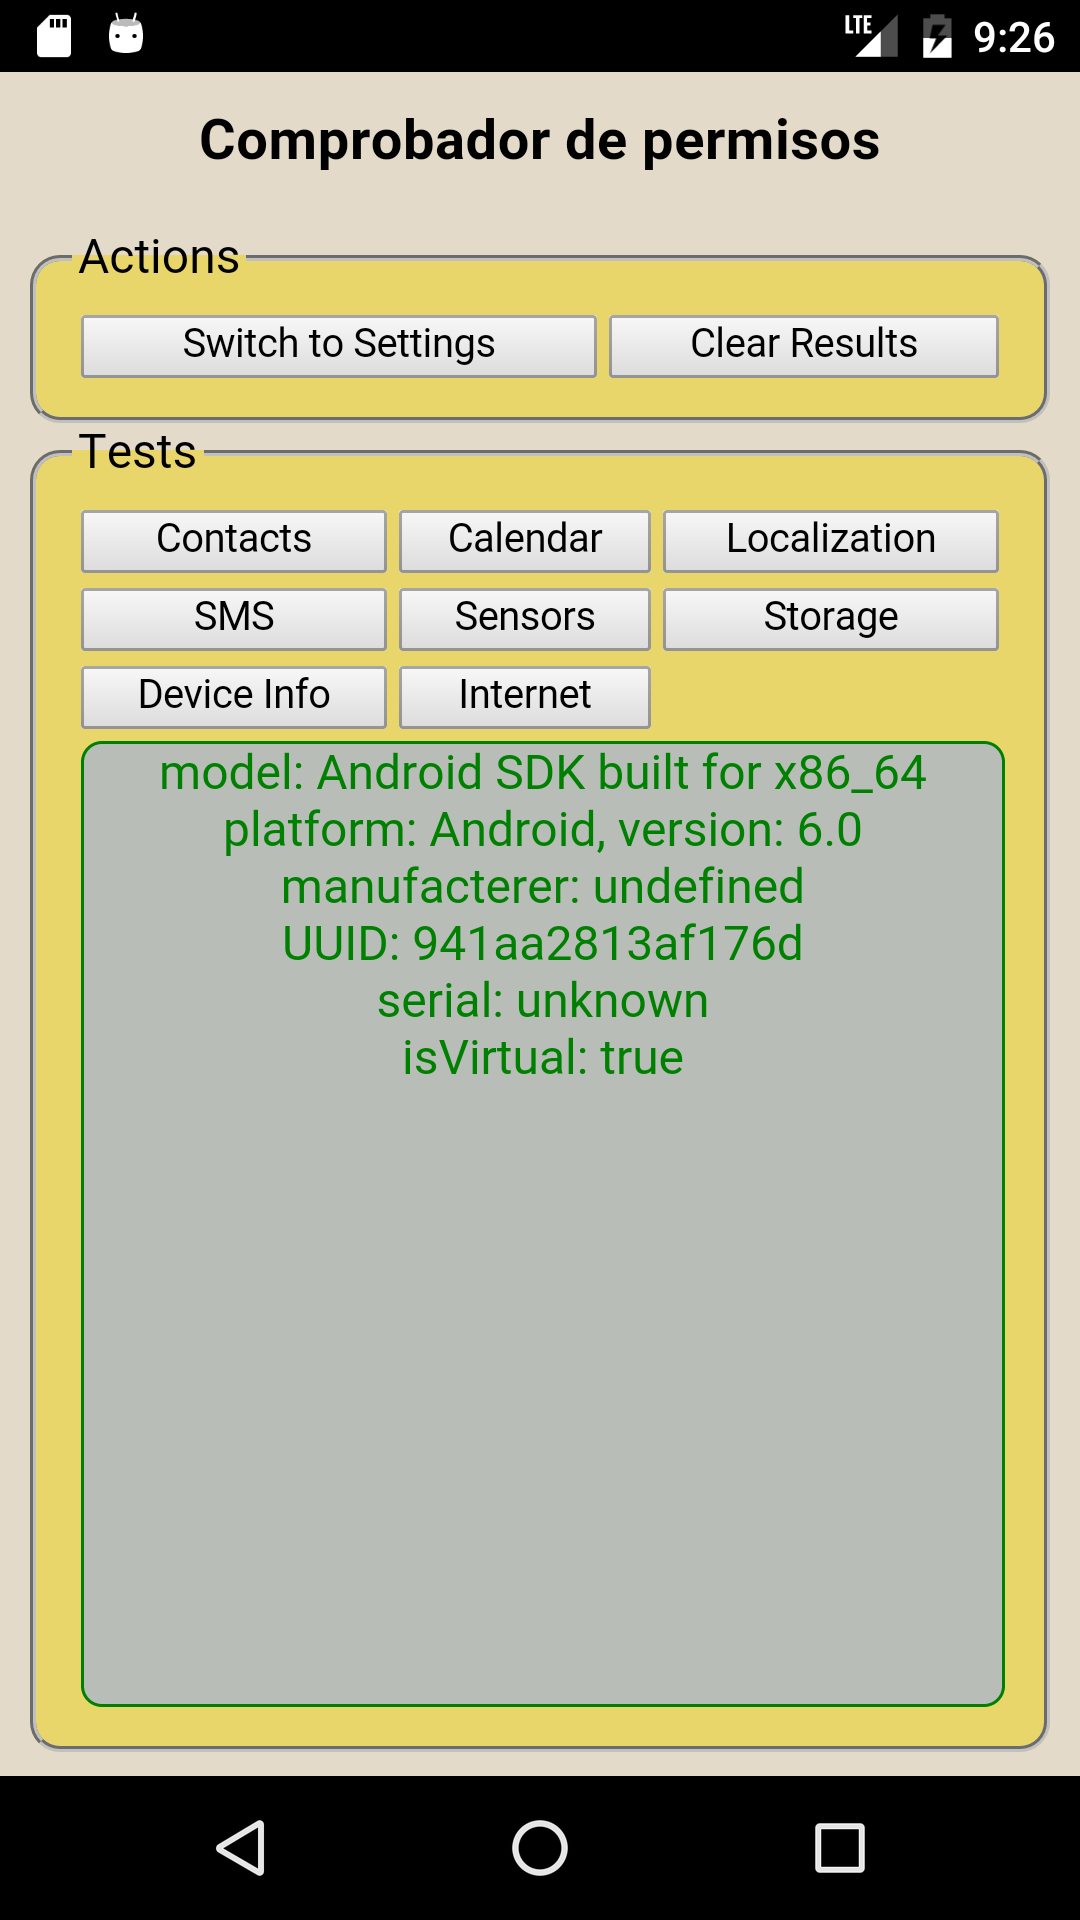 LTE 9:26
Comprobador de permisos
Actions
Switch to Settings Clear Results
Tests
Contacts Calendar Localization
SMS Sensors Storage
Device Info Internet
model: Android SDK built for x86_64
platform: Android, version: 6.0
manufacterer: undefined
UUID: 941aa2813af176d
serial: unknown
isVirtual: true